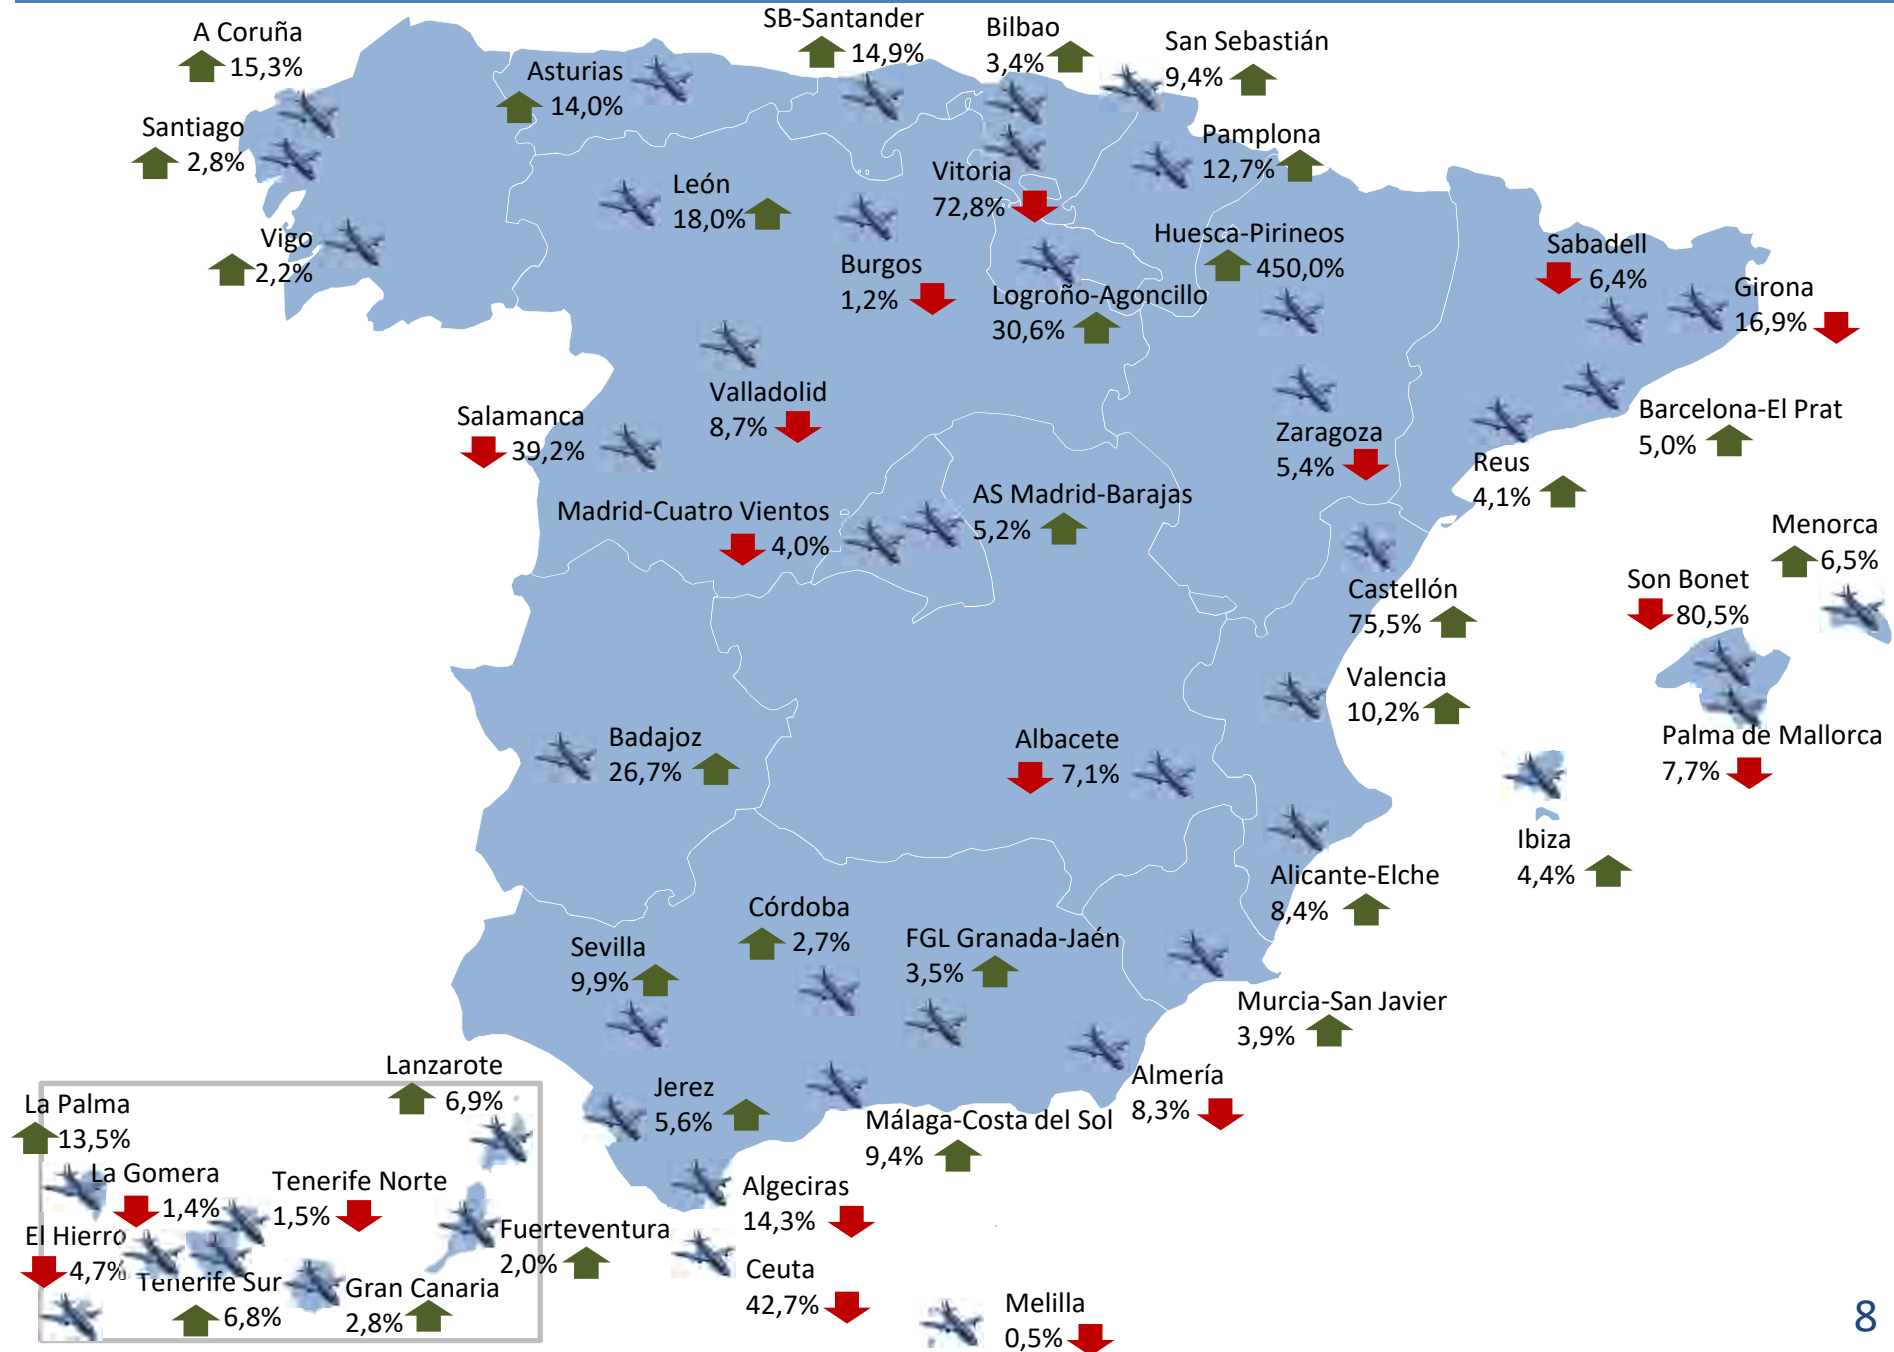 A Coruña
15,3%
SB-Santander
14,9%
Bilbao
3,4%
San Sebastián
9,4%
Asturias
14,0%
Santiago
2,8%
Pamplona
12,7%
León
18,0%
Vitoria
72,8%
Vigo
2,2%
Burgos
1,2%
Huesca-Pirineos
450,0%
Logroño-Agoncillo
30,6%
Sabadell
6,4%
Girona
16,9%
Valladolid
8,7%
Salamanca
39,2%
Zaragoza
5,4%
Barcelona-El Prat
5,0%
Reus
4,1%
Madrid-Cuatro Vientos
4,0%
AS Madrid-Barajas
5,2%
Menorca
6,5%
Son Bonet
80,5%
Castellón
75,5%
Valencia
10,2%
Palma de Mallorca
7,7%
Badajoz
26,7%
Albacete
7,1%
Ibiza
4,4%
Alicante-Elche
8,4%
Córdoba
2,7%
Sevilla
9,9%
FGL Granada-Jaén
3,5%
Murcia-San Javier
3,9%
Almería
8,3%
Jerez
5,6%
Málaga-Costa del Sol
9,4%
Lanzarote
6,9%
La Palma
13,5%
La Gomera
1,4%
Tenerife Norte
1,5%
El Hierro
4,7%
Tenerife Sur
6,8%
Gran Canaria
2,8%
Fuerteventura
2,0%
Algeciras
14,3%
Ceuta
42,7%
Melilla
0,5%
8